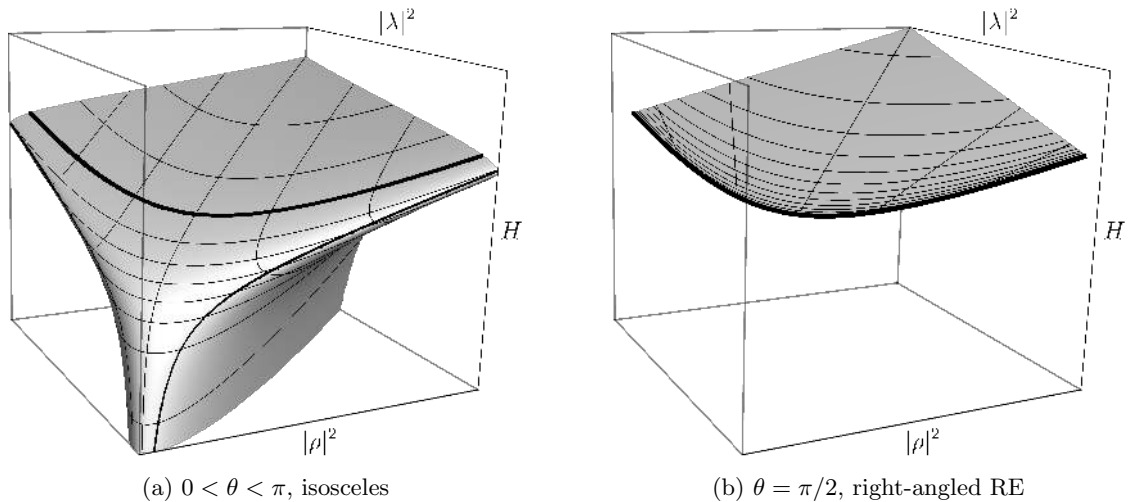 |λ|²
|λ|²
H
H
|ρ|²
|ρ|²
(a) 0 < θ < π, isosceles
(b) θ = π/2, right-angled RE